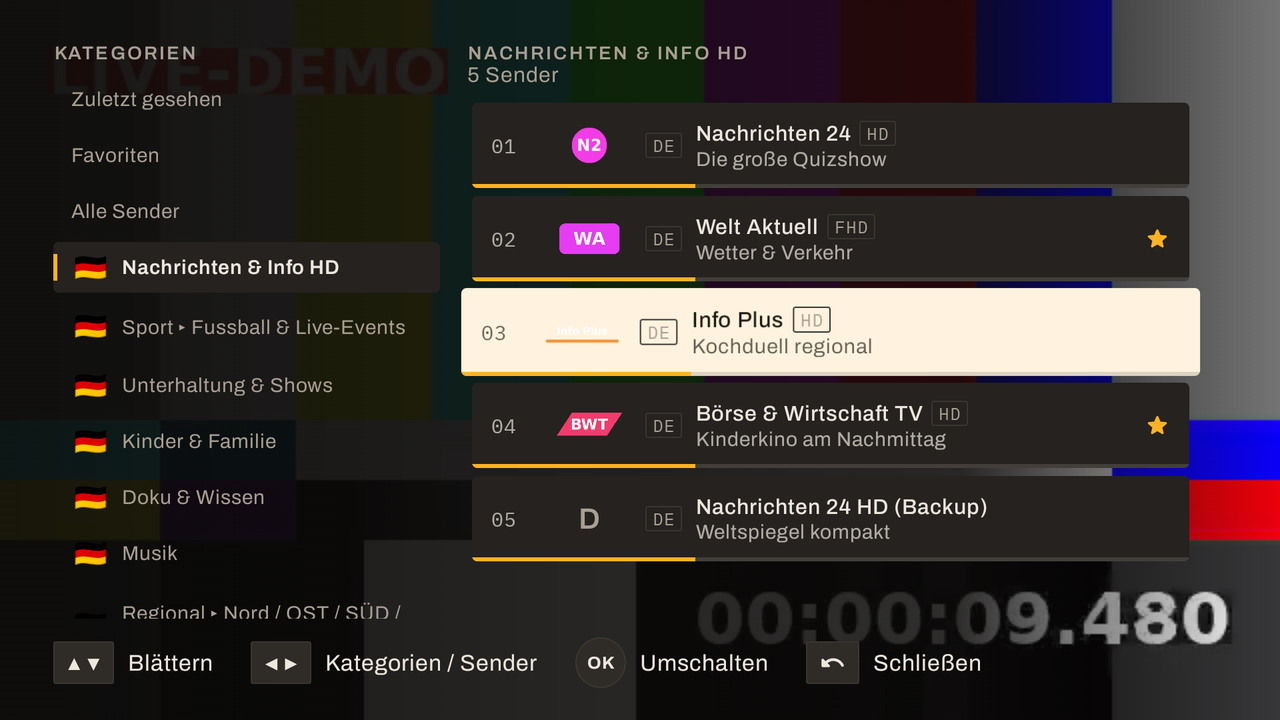 LIVE-DEMO
KATEGORIEN
Zuletzt gesehen
Favoriten
Alle Sender
Nachrichten & Info HD
Sport ▸ Fussball & Live-Events
Unterhaltung & Shows
Kinder & Familie
Doku & Wissen
Musik
Regional ▸ Nord / OST / SÜD /
NACHRICHTEN & INFO HD
5 Sender
01 N2 DE Nachrichten 24 HD
Die große Quizshow
02 WA DE Welt Aktuell FHD
Wetter & Verkehr
03 Info Plus DE Info Plus HD
Kochduell regional
04 BWT DE Börse & Wirtschaft TV HD
Kinderkino am Nachmittag
05 D DE Nachrichten 24 HD (Backup)
Weltspiegel kompakt
00:00:09.480
▲▼ Blättern ◄► Kategorien / Sender OK Umschalten Schließen